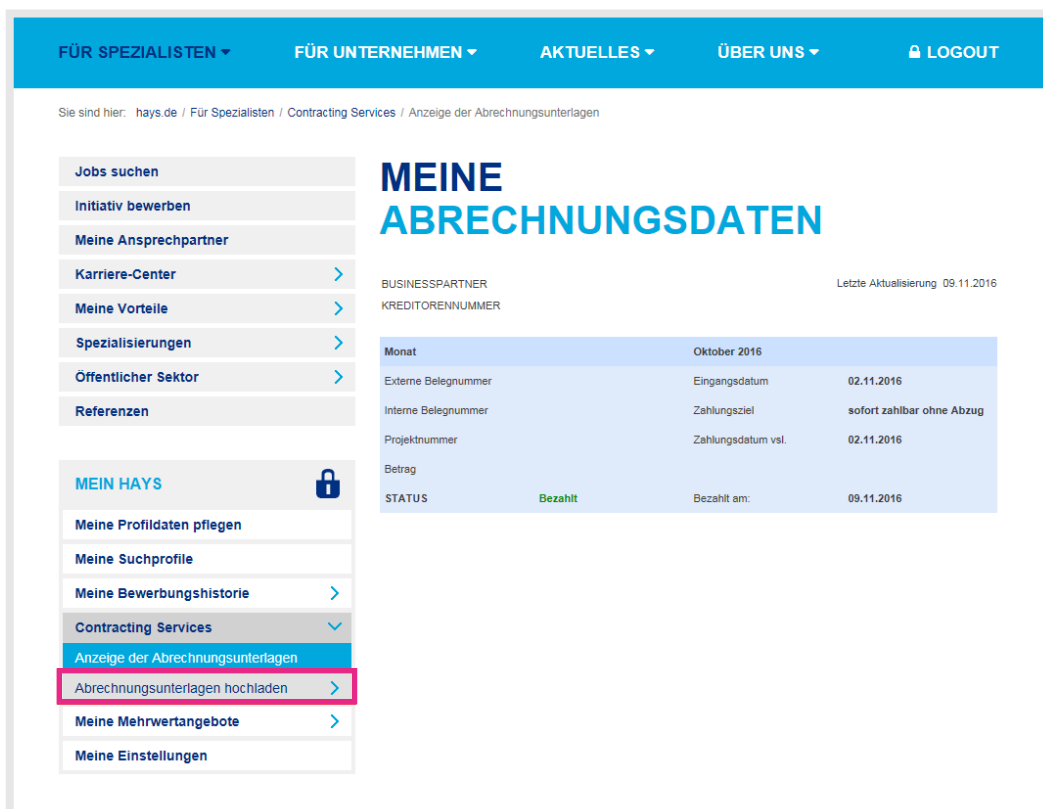 FÜR SPEZIALISTEN FÜR UNTERNEHMEN AKTUELLES ÜBER UNS LOGOUT
Sie sind hier: hays.de / Für Spezialisten / Contracting Services / Anzeige der Abrechnungsunterlagen
Jobs suchen
Initiativ bewerben
Meine Ansprechpartner
Karriere-Center
Meine Vorteile
Spezialisierungen
Öffentlicher Sektor
Referenzen
MEIN HAYS
Meine Profildaten pflegen
Meine Suchprofile
Meine Bewerbungshistorie
Contracting Services
Anzeige der Abrechnungsunterlagen
Abrechnungsunterlagen hochladen
Meine Mehrwertangebote
Meine Einstellungen
MEINE
ABRECHNUNGSDATEN
BUSINESSPARTNER Letzte Aktualisierung 09.11.2016
KREDITORENNUMMER
Monat Oktober 2016
Externe Belegnummer Eingangsdatum 02.11.2016
Interne Belegnummer Zahlungsziel sofort zahlbar ohne Abzug
Projektnummer Zahlungsdatum vsl. 02.11.2016
Betrag
STATUS Bezahlt Bezahlt am: 09.11.2016